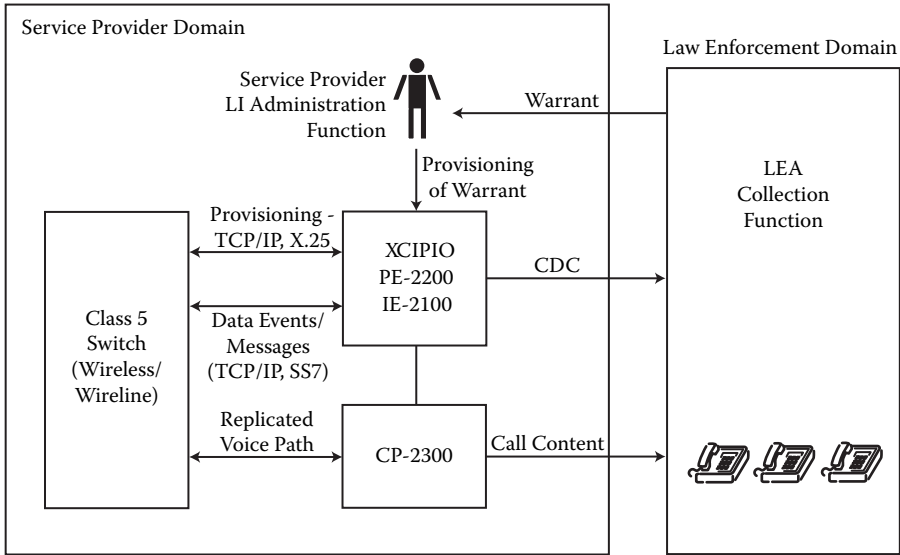 Service Provider Domain
Law Enforcement Domain
Service Provider
LI Administration
Function
Warrant
Provisioning
of Warrant
LEA
Collection
Function
Provisioning -
TCP/IP, X.25
XCIPIO
PE-2200
IE-2100
CDC
Class 5
Switch
(Wireless/
Wireline)
Data Events/
Messages
(TCP/IP, SS7)
Replicated
Voice Path
CP-2300
Call Content